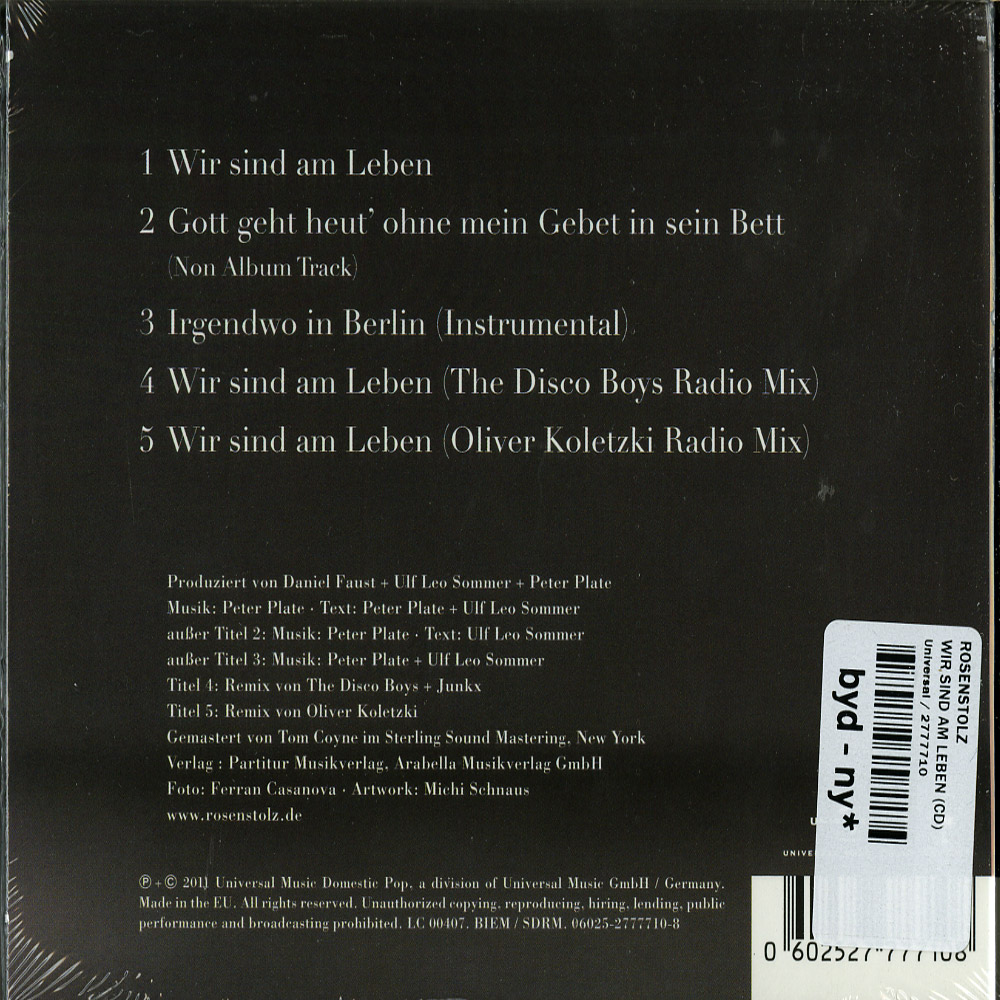 1 Wir sind am Leben
2 Gott geht heut’ ohne mein Gebet in sein Bett
(Non Album Track)
3 Irgendwo in Berlin (Instrumental)
4 Wir sind am Leben (The Disco Boys Radio Mix)
5 Wir sind am Leben (Oliver Koletzki Radio Mix)
Produziert von Daniel Faust + Ulf Leo Sommer + Peter Plate
Musik: Peter Plate · Text: Peter Plate + Ulf Leo Sommer
außer Titel 2: Musik: Peter Plate · Text: Ulf Leo Sommer
außer Titel 3: Musik: Peter Plate + Ulf Leo Sommer
Titel 4: Remix von The Disco Boys + Junkx
Titel 5: Remix von Oliver Koletzki
Gemastert von Tom Coyne im Sterling Sound Mastering, New York
Verlag : Partitur Musikverlag, Arabella Musikverlag GmbH
Foto: Ferran Casanova · Artwork: Michi Schnaus
www.rosenstolz.de
℗+© 2011 Universal Music Domestic Pop, a division of Universal Music GmbH / Germany.
Made in the EU. All rights reserved. Unauthorized copying, reproducing, hiring, lending, public
performance and broadcasting prohibited. LC 00407. BIEM / SDRM. 06025-2777710-8
ROSENSTOLZ
WIR SIND AM LEBEN (CD)
Universal / 2777710
byd - ny*
0 602527 777108